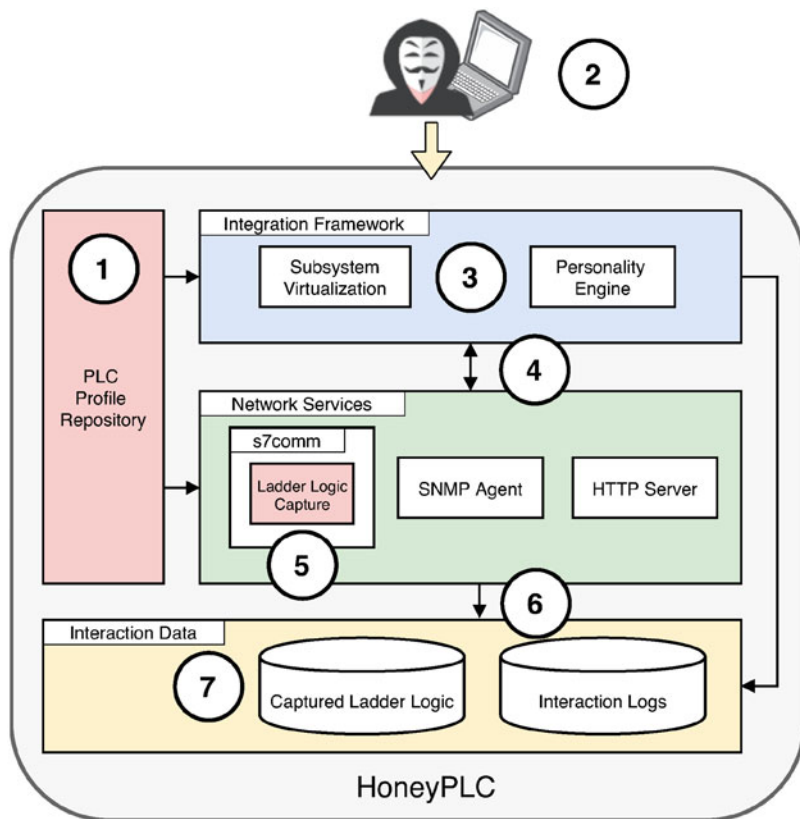 2
1
PLC
Profile
Repository
Integration Framework
Subsystem
Virtualization
3
Personality
Engine
4
Network Services
s7comm
Ladder Logic
Capture
5
SNMP Agent
HTTP Server
6
Interaction Data
7
Captured Ladder Logic
Interaction Logs
HoneyPLC